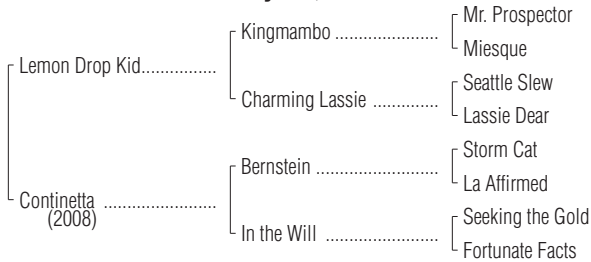 Mr. Prospector
Kingmambo ...................
Miesque
Lemon Drop Kid...............
Seattle Slew
Charming Lassie ..............
Lassie Dear
Storm Cat
Bernstein ......................
La Affirmed
Continetta .......................
(2008)
Seeking the Gold
In the Will .......................
Fortunate Facts